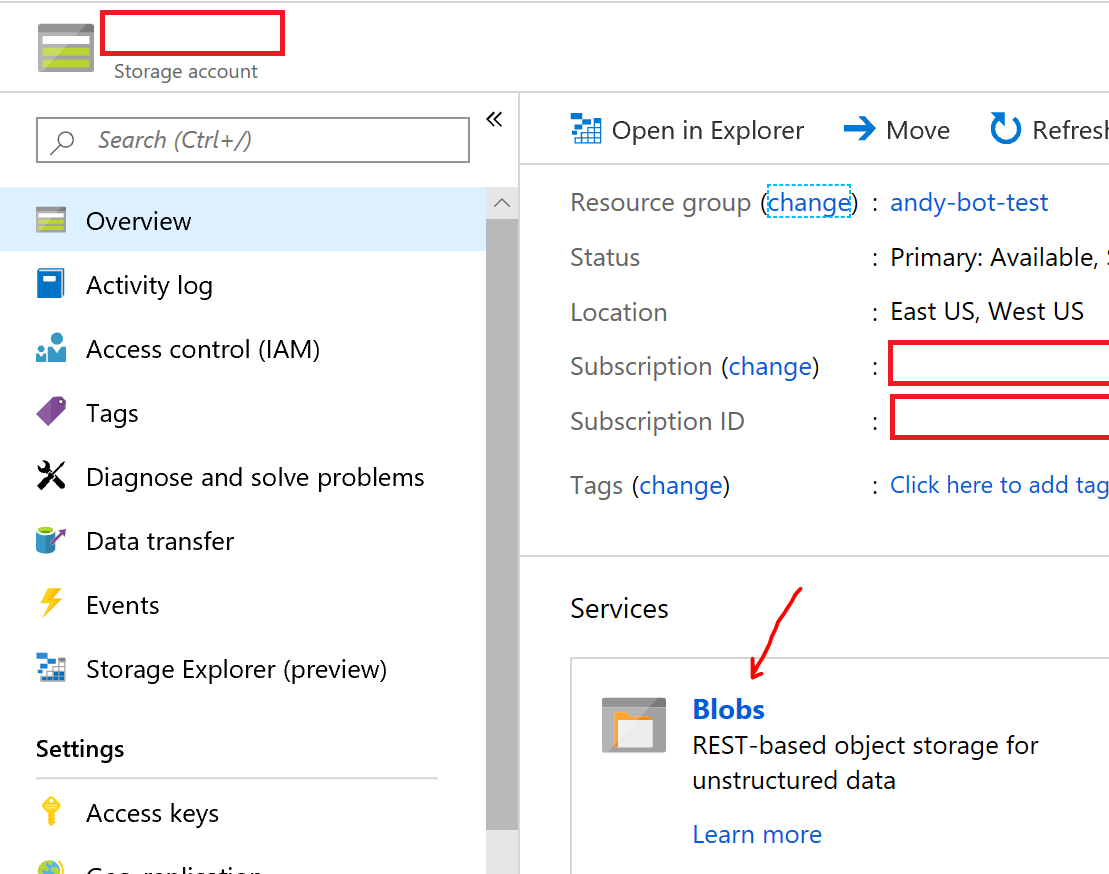 Storage account
Search (Ctrl+/)
«
Overview
Activity log
Access control (IAM)
Tags
Diagnose and solve problems
Data transfer
Events
Storage Explorer (preview)
Settings
Access keys
Geo-replication
Open in Explorer Move Refresh
Resource group (change) : andy-bot-test
Status : Primary: Available,
Location : East US, West US
Subscription (change) :
Subscription ID :
Tags (change) : Click here to add tag
Services
Blobs
REST-based object storage for
unstructured data
Learn more